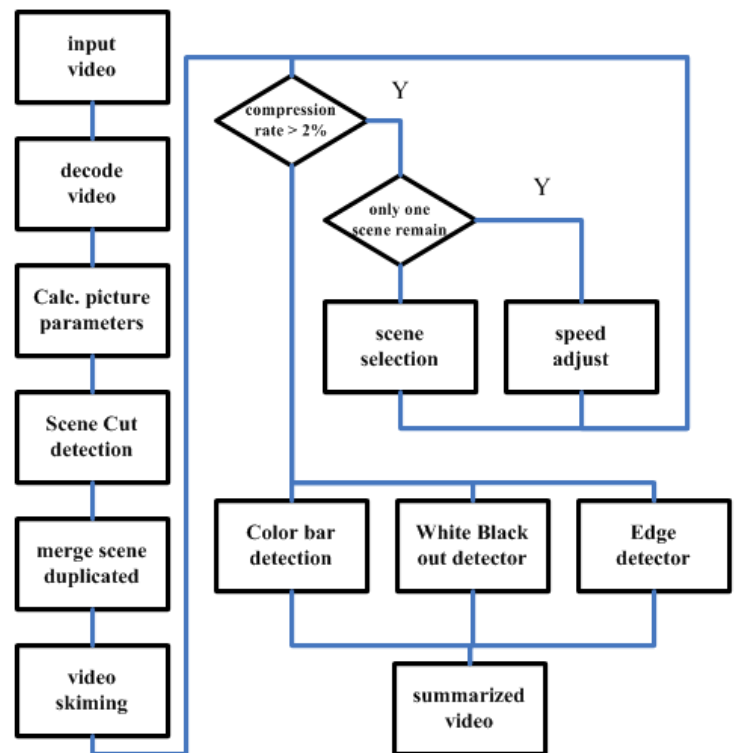 input
video
decode
video
Calc. picture
parameters
Scene Cut
detection
merge scene
duplicated
video
skiming
compression
rate > 2%
Y
only one
scene remain
Y
scene
selection
speed
adjust
Color bar
detection
White Black
out detector
Edge
detector
summarized
video